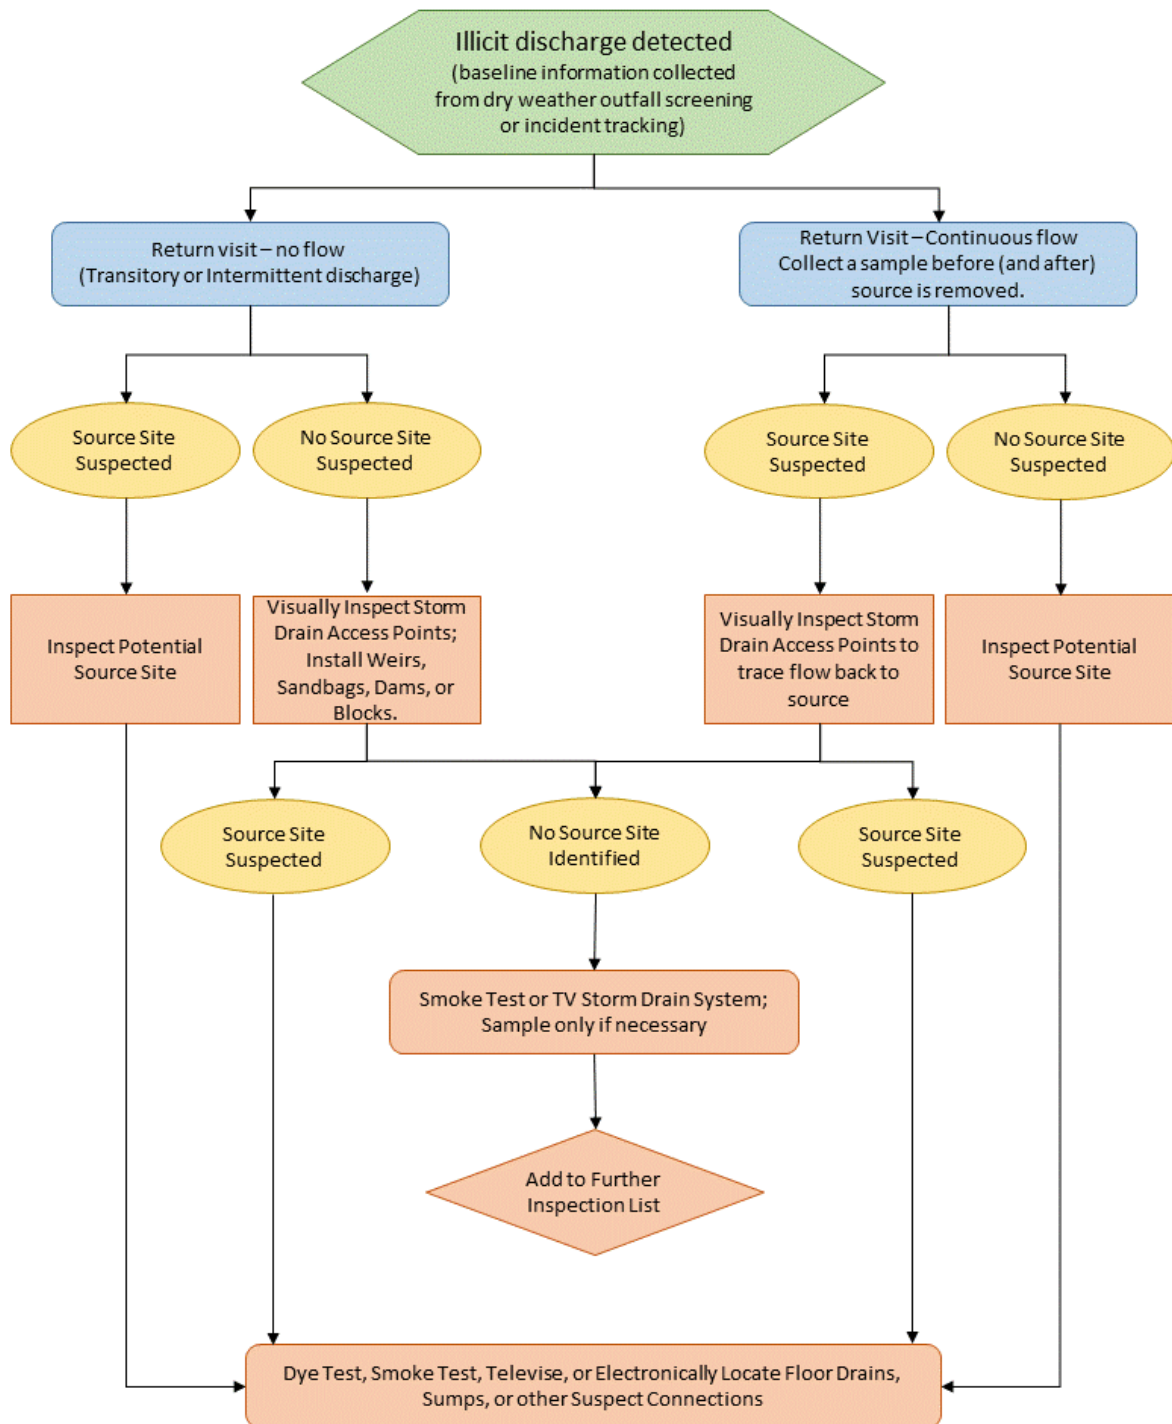 Illicit discharge detected
(baseline information collected
from dry weather outfall screening
or incident tracking)
Return visit – no flow
(Transitory or Intermittent discharge)
Return Visit – Continuous flow
Collect a sample before (and after)
source is removed.
Source Site
Suspected
No Source Site
Suspected
Source Site
Suspected
No Source Site
Suspected
Inspect Potential
Source Site
Visually Inspect Storm
Drain Access Points;
Install Weirs,
Sandbags, Dams, or
Blocks.
Visually Inspect Storm
Drain Access Points to
trace flow back to
source
Inspect Potential
Source Site
Source Site
Suspected
No Source Site
Identified
Source Site
Suspected
Smoke Test or TV Storm Drain System;
Sample only if necessary
Add to Further
Inspection List
Dye Test, Smoke Test, Televise, or Electronically Locate Floor Drains,
Sumps, or other Suspect Connections